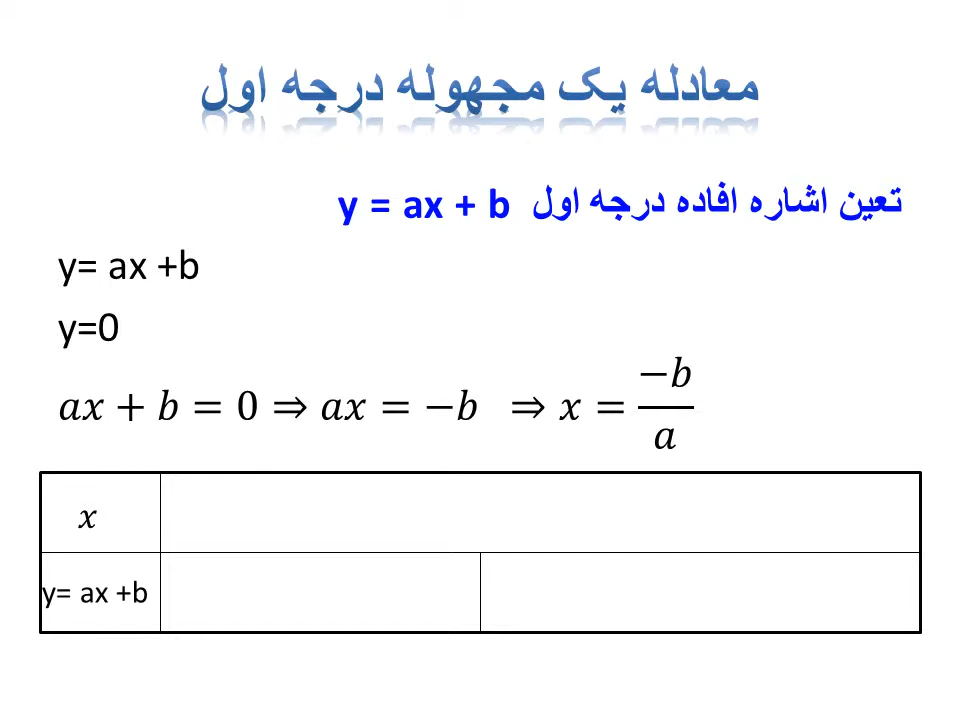 معادله یک مجهوله درجه اول
تعین اشاره افاده درجه اول y = ax + b
y= ax +b
y=0
𝑎𝑥 + 𝑏 = 0 ⇒ 𝑎𝑥 = −𝑏 ⇒ 𝑥 = −𝑏/𝑎
𝑥
y= ax +b